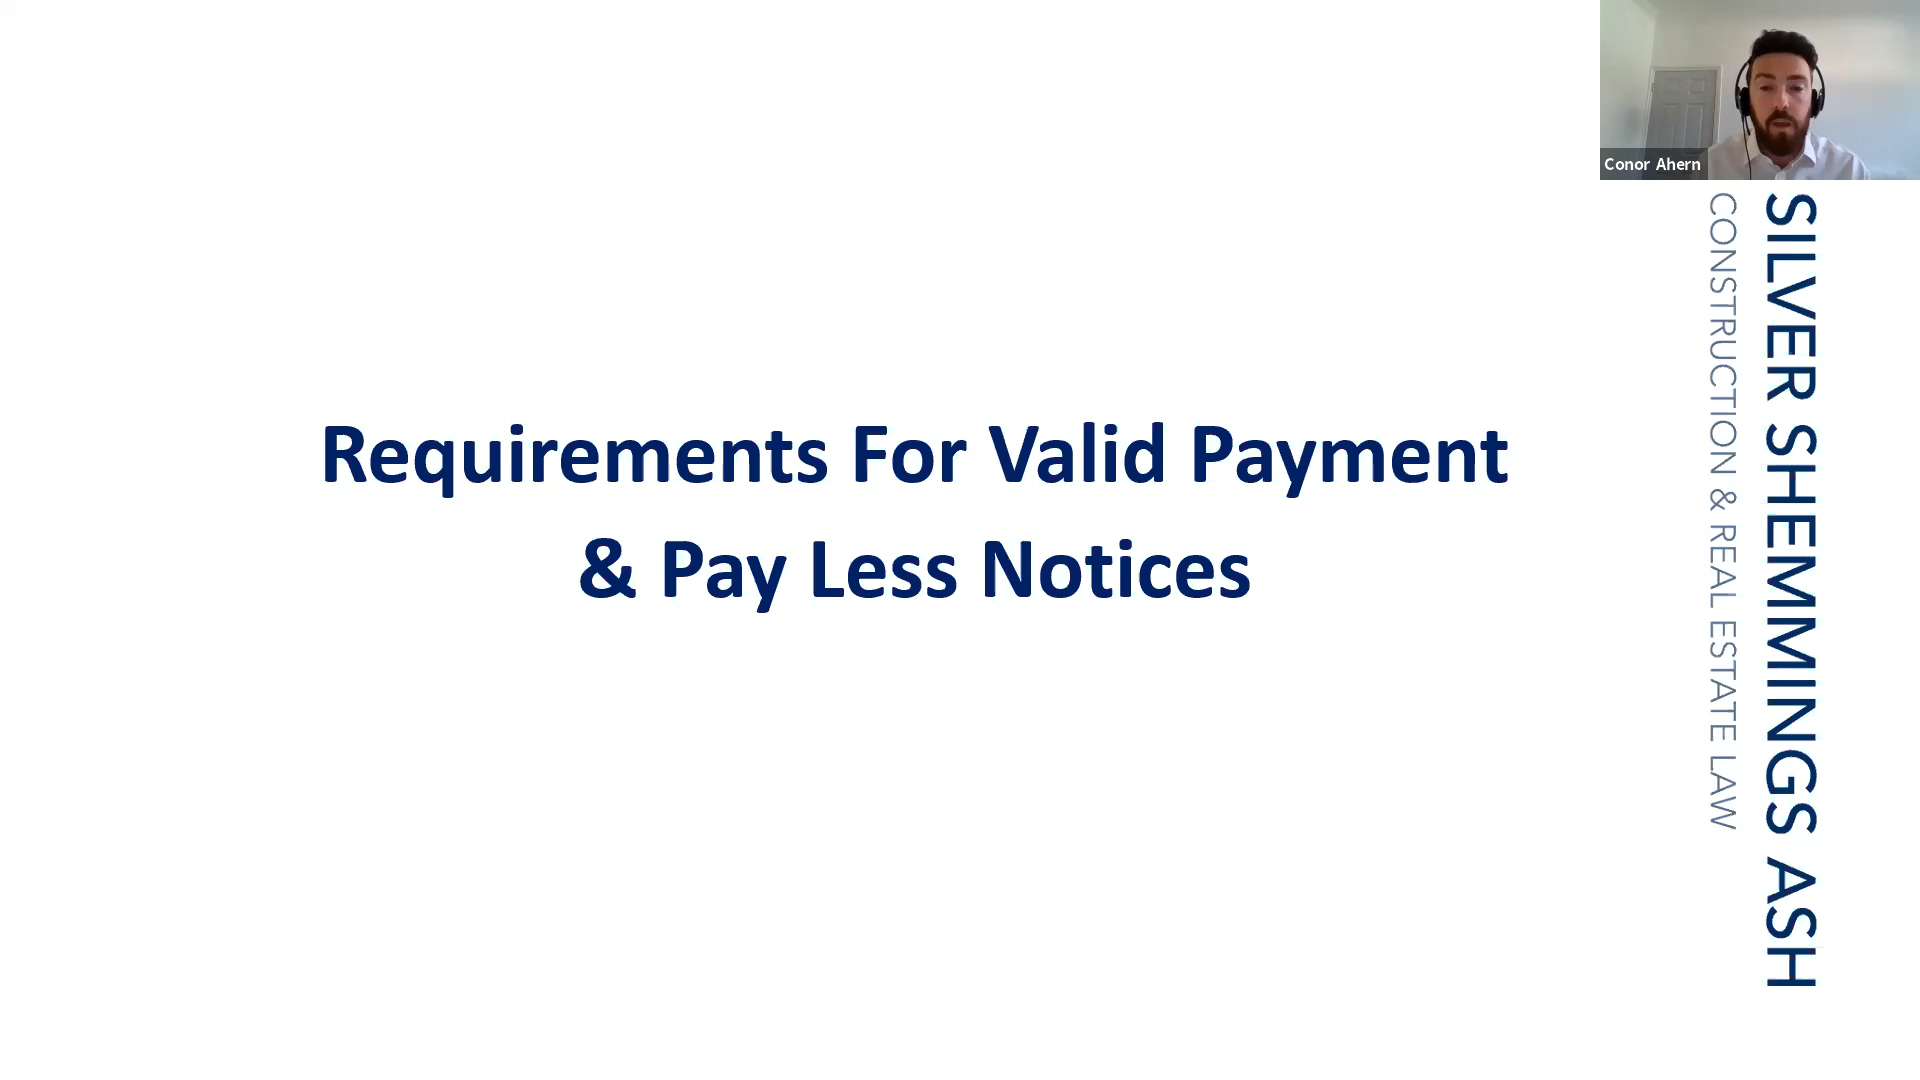 Conor Ahern
Requirements For Valid Payment
& Pay Less Notices
SILVER SHEMMINGS ASH
CONSTRUCTION & REAL ESTATE LAW